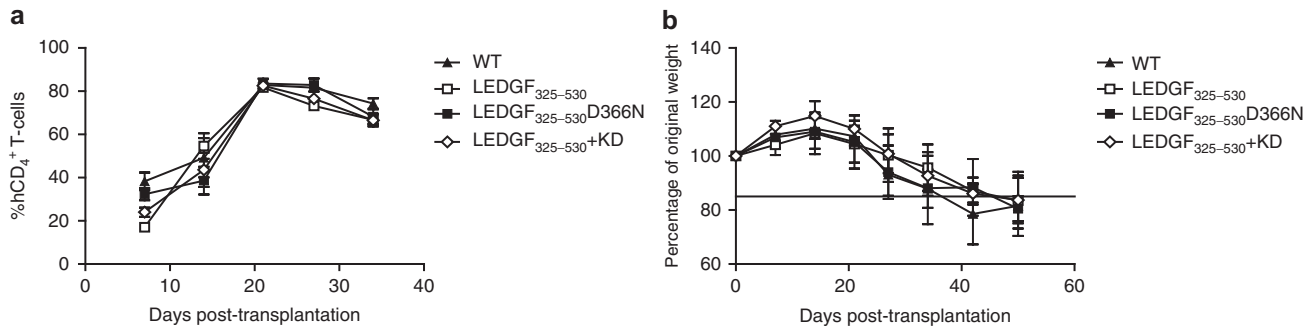 a
100
80
60
40
20
0
%hCD4+ T-cells
0 10 20 30 40
Days post-transplantation
WT
LEDGF325–530
LEDGF325–530D366N
LEDGF325–530+KD
b
140
120
100
80
60
Percentage of original weight
0 20 40 60
Days post-transplantation
WT
LEDGF325–530
LEDGF325–530D366N
LEDGF325–530+KD